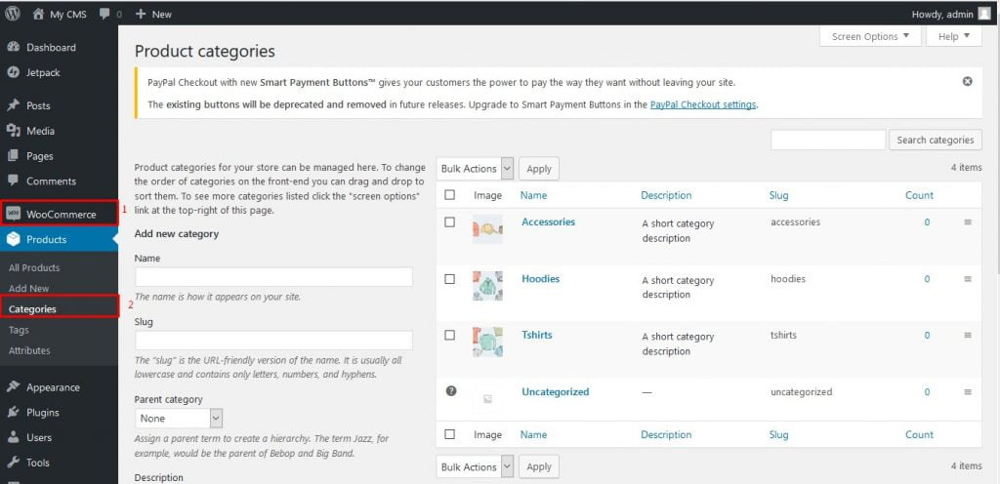 My CMS 0 + New Howdy, admin
Dashboard
Jetpack
Posts
Media
Pages
Comments
WooCommerce 1
Products
All Products
Add New
Categories 2
Tags
Attributes
Appearance
Plugins
Users
Tools
Screen Options Help
Product categories
PayPal Checkout with new Smart Payment Buttons™ gives your customers the power to pay the way they want without leaving your site.
The existing buttons will be deprecated and removed in future releases. Upgrade to Smart Payment Buttons in the PayPal Checkout settings.
Search categories
Product categories for your store can be managed here. To change
the order of categories on the front-end you can drag and drop to
sort them. To see more categories listed click the "screen options"
link at the top-right of this page.
Add new category
Name
The name is how it appears on your site.
Slug
The "slug" is the URL-friendly version of the name. It is usually all
lowercase and contains only letters, numbers, and hyphens.
Parent category
None
Assign a parent term to create a hierarchy. The term Jazz, for
example, would be the parent of Bebop and Big Band.
Description
Bulk Actions Apply 4 items
Image Name Description Slug Count
Accessories A short category accessories 0
description
Hoodies A short category hoodies 0
description
Tshirts A short category tshirts 0
description
Uncategorized — uncategorized 0
Image Name Description Slug Count
Bulk Actions Apply 4 items